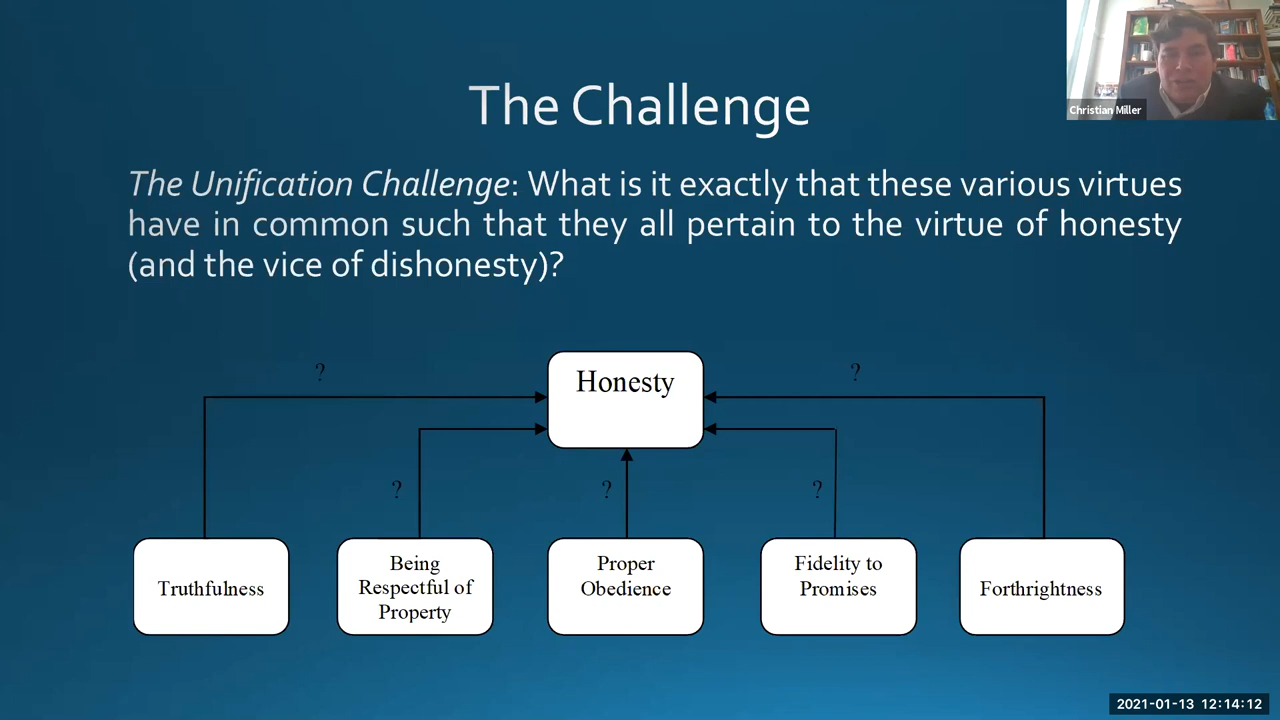 Christian Miller
The Challenge
The Unification Challenge: What is it exactly that these various virtues
have in common such that they all pertain to the virtue of honesty
(and the vice of dishonesty)?
?
?
Honesty
?
?
?
Truthfulness
Being
Respectful of
Property
Proper
Obedience
Fidelity to
Promises
Forthrightness
2021-01-13 12:14:12